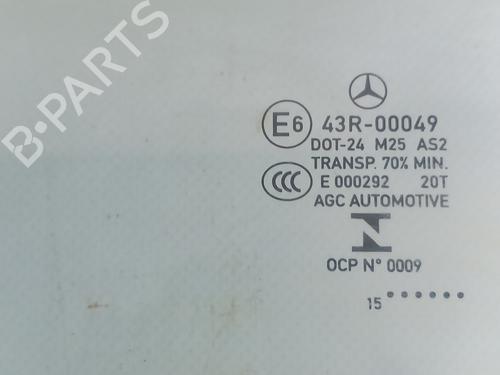 B-PARTS
E6 43R-00049
DOT-24 M25 AS2
TRANSP. 70% MIN.
CCC E 000292 20T
AGC AUTOMOTIVE
N
OCP N° 0009
15 ••••••